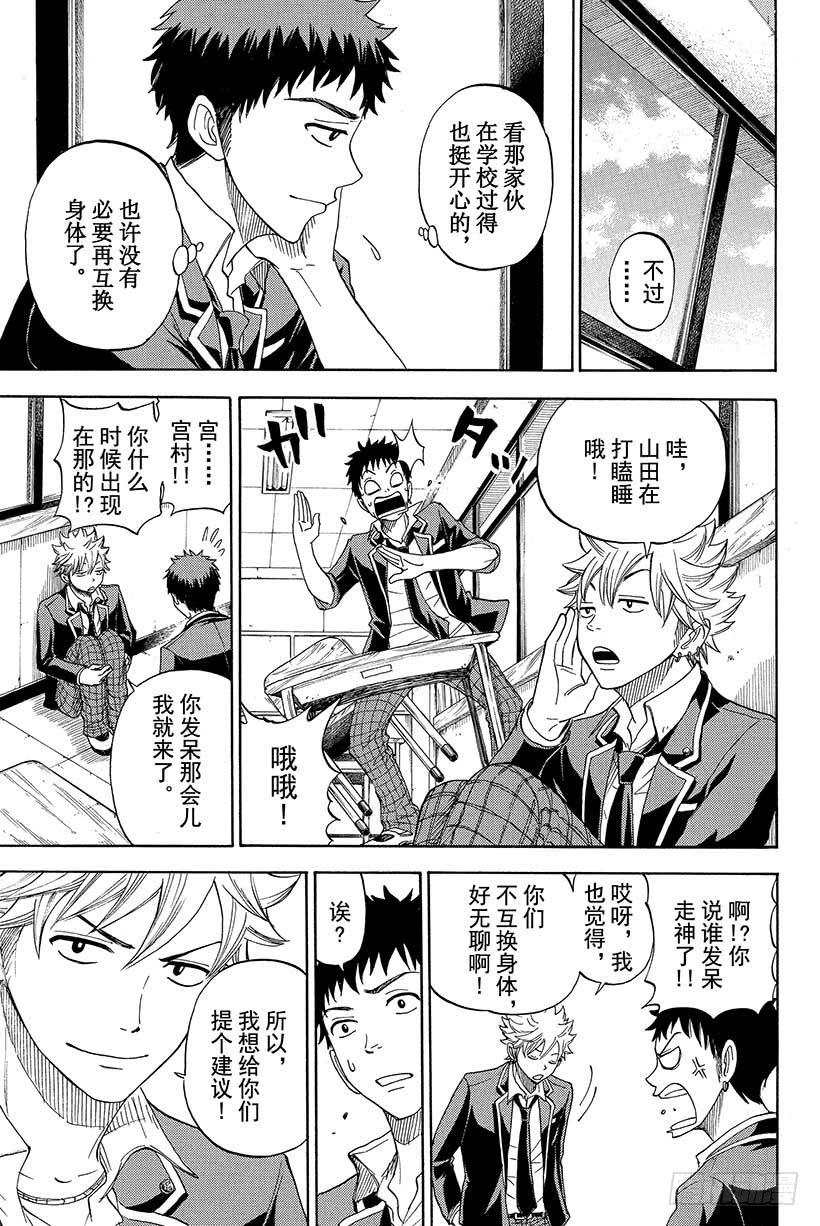 不过
……
看那家伙
在学校过得
也挺开心的，
也许没有
必要再互换
身体了。
哇，
山田在
打瞌睡
哦！
ガガッ
哦哦！
宫……
宫村!!
你什么
时候出现
在那的!?
你发呆那会儿
我就来了。
啊!?你
说谁发呆
走神了!!
哎呀，我
也觉得，
你们
不互换身体，
好无聊啊！
诶？
所以，
我想给你们
提个建议！